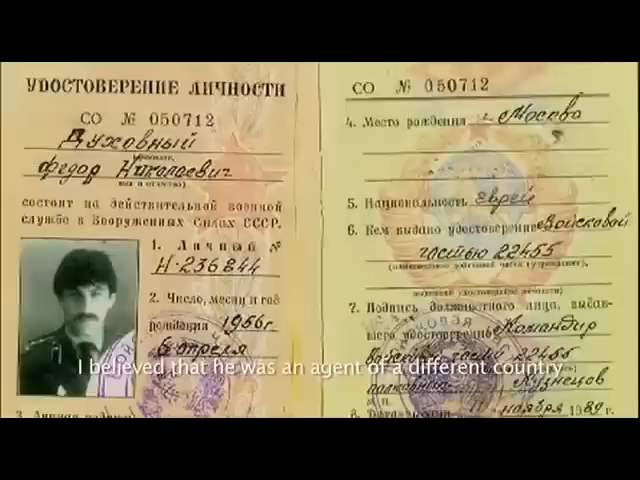 УДОСТОВЕРЕНИЕ ЛИЧНОСТИ
СО № 050712
Духовный
Федор Николаевич
имя и отчество)
состоит на действительной военной
службе в Вооруженных Силах СССР.
1. Личный №
Н-236844
2. Число, месяц и год
рождения 1956г.
6 апреля
СО № 050712
4. Место рождения г. Москва
5. Национальность еврей
6. Кем выдано удостоверение Войсковой
частью 22455
7. Подпись должностного лица, выдав-
шего удостоверение Командир
войсковой части 22455
Кузнецов
11 ноября 1989 г.
I believed that he was an agent of a different country